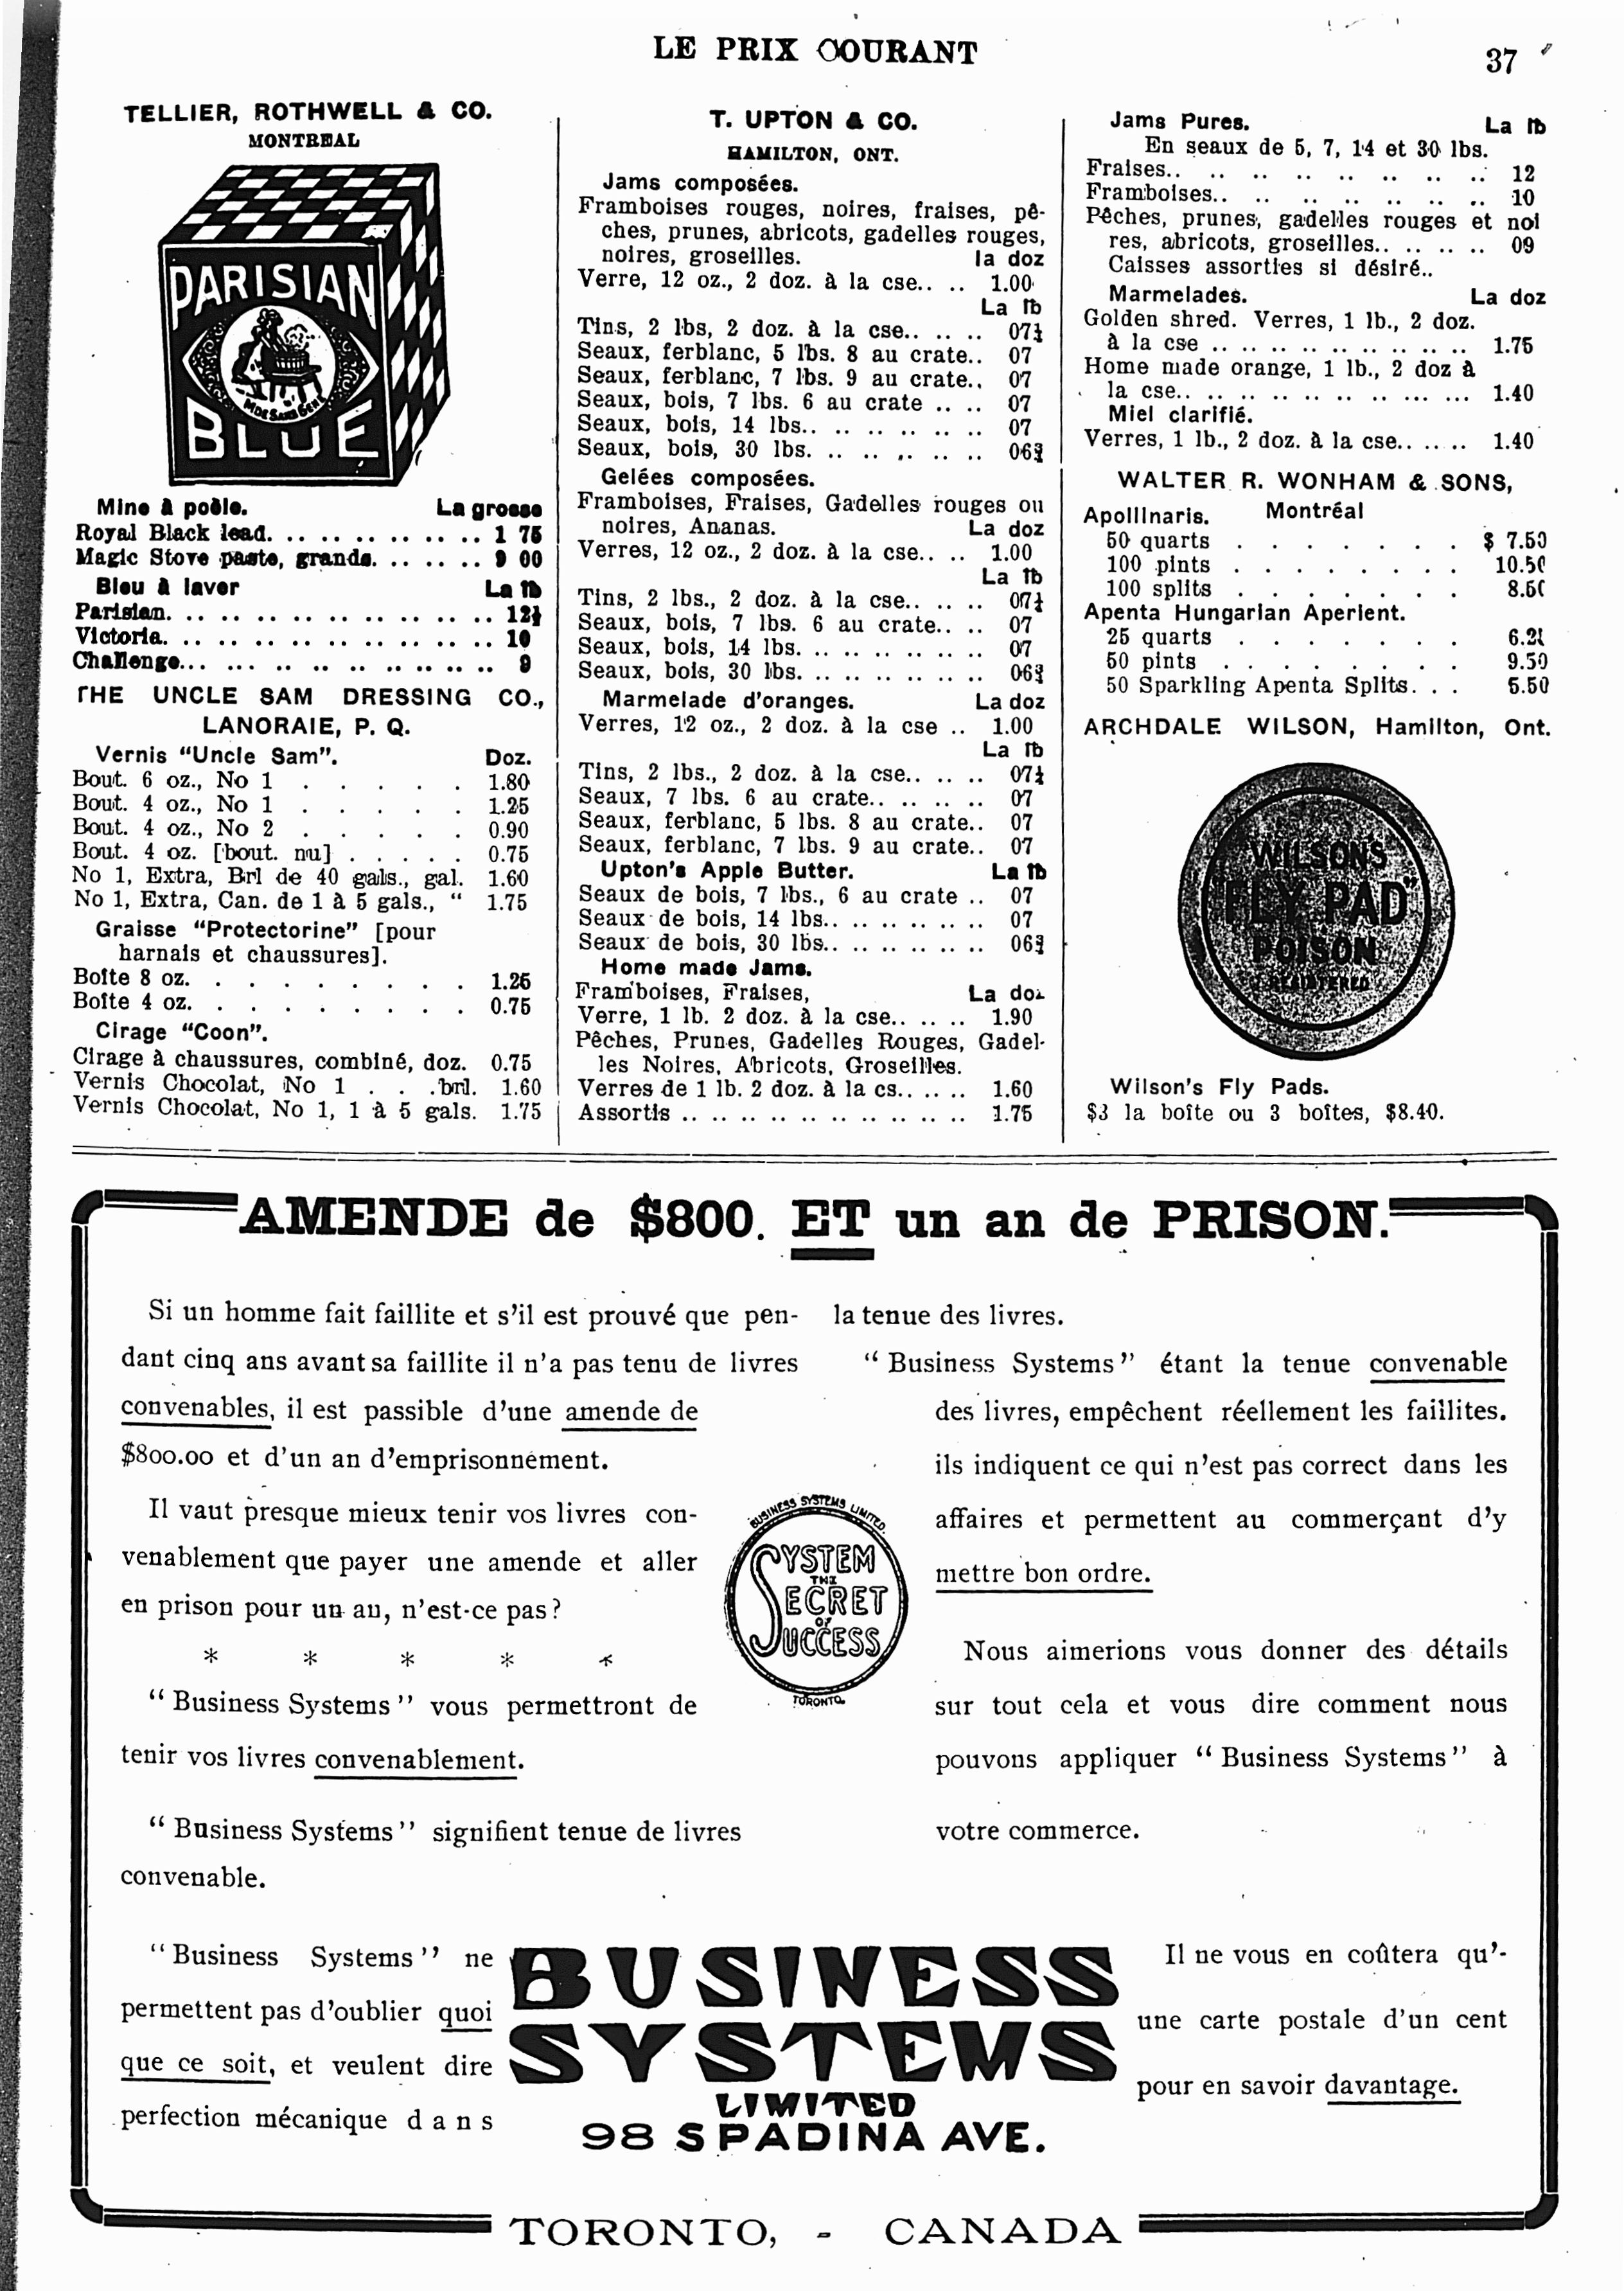 LE PRIX COURANT
37
TELLIER, ROTHWELL & CO.
MONTREAL
PARISIAN
MDE SANS GENE
BLUE
Mine à poêle. La grosse
Royal Black lead. .. .. .. .. .. .. .. 1 75
Magic Stove paste, grande. .. .. .. 9 00
Bleu à laver La lb
Parisian. .. .. .. .. .. .. .. .. .. .. 12½
Victoria. .. .. .. .. .. .. .. .. .. .. 10
Challenge... ... .. .. .. .. .. .. .. 9
THE UNCLE SAM DRESSING CO.,
LANORAIE, P. Q.
Vernis "Uncle Sam". Doz.
Bout. 6 oz., No 1 . . . . . 1.80
Bout. 4 oz., No 1 . . . . . 1.25
Bout. 4 oz., No 2 . . . . . 0.90
Bout. 4 oz. [bout. nu] . . . . . 0.75
No 1, Extra, Brl de 40 gals., gal. 1.60
No 1, Extra, Can. de 1 à 5 gals., " 1.75
Graisse "Protectorine" [pour
harnais et chaussures].
Boîte 8 oz. . . . . . . . . . 1.25
Boîte 4 oz. . . . . . . . . . 0.75
Cirage "Coon".
Cirage à chaussures, combiné, doz. 0.75
Vernis Chocolat, No 1 . . .brl. 1.60
Vernis Chocolat, No 1, 1 à 5 gals. 1.75
T. UPTON & CO.
HAMILTON, ONT.
Jams composées.
Framboises rouges, noires, fraises, pê-
ches, prunes, abricots, gadelles rouges,
noires, groseilles. la doz
Verre, 12 oz., 2 doz. à la cse.. .. 1.00
La lb
Tins, 2 lbs, 2 doz. à la cse.. .. .. 07½
Seaux, ferblanc, 5 lbs. 8 au crate.. 07
Seaux, ferblanc, 7 lbs. 9 au crate.. 07
Seaux, bois, 7 lbs. 6 au crate .. .. 07
Seaux, bois, 14 lbs.. .. .. .. .. .. 07
Seaux, bois, 30 lbs. .. .. .. .. .. 06¾
Gelées composées.
Framboises, Fraises, Gadelles rouges ou
noires, Ananas. La doz
Verres, 12 oz., 2 doz. à la cse.. .. 1.00
La lb
Tins, 2 lbs., 2 doz. à la cse.. .. .. 07½
Seaux, bois, 7 lbs. 6 au crate.. .. 07
Seaux, bois, 14 lbs. .. .. .. .. .. .. 07
Seaux, bois, 30 lbs. .. .. .. .. .. .. 06¾
Marmelade d'oranges. La doz
Verres, 12 oz., 2 doz. à la cse .. 1.00
La lb
Tins, 2 lbs., 2 doz. à la cse.. .. .. 07½
Seaux, 7 lbs. 6 au crate.. .. .. .. 07
Seaux, ferblanc, 5 lbs. 8 au crate.. 07
Seaux, ferblanc, 7 lbs. 9 au crate.. 07
Upton's Apple Butter. La lb
Seaux de bois, 7 lbs., 6 au crate .. 07
Seaux de bois, 14 lbs.. .. .. .. .. .. 07
Seaux de bois, 30 lbs.. .. .. .. .. .. 06¾
Home made Jams.
Framboises, Fraises, La doz
Verre, 1 lb. 2 doz. à la cse.. .. .. 1.90
Pêches, Prunes, Gadelles Rouges, Gadel-
les Noires, Abricots, Groseilles.
Verres de 1 lb. 2 doz. à la cs.. .. .. 1.60
Assortis .. .. .. .. .. .. .. .. .. .. 1.75
Jams Pures. La lb
En seaux de 5, 7, 14 et 30 lbs.
Fraises.. .. .. .. .. .. .. .. .. 12
Framboises.. .. .. .. .. .. .. .. 10
Pêches, prunes, gadelles rouges et noi
res, abricots, groseilles.. .. .. .. 09
Caisses assorties si désiré..
Marmelades. La doz
Golden shred. Verres, 1 lb., 2 doz.
à la cse .. .. .. .. .. .. .. .. .. 1.75
Home made orange, 1 lb., 2 doz à
la cse.. .. .. .. .. .. .. .. ... ... 1.40
Miel clarifié.
Verres, 1 lb., 2 doz. à la cse.. .. .. 1.40
WALTER R. WONHAM & SONS,
Montréal
Apollinaris.
50 quarts . . . . . . . $ 7.50
100 pints . . . . . . . . 10.50
100 splits . . . . . . . 8.50
Apenta Hungarian Aperient.
25 quarts . . . . . . .
50 pints . . . . . . . . 9.50
50 Sparkling Apenta Splits. . . 5.50
ARCHDALE WILSON, Hamilton, Ont.
WILSONS
"FLY PAD"
POISON
REGISTERED
Wilson's Fly Pads.
$3 la boîte ou 3 boîtes, $8.40.
AMENDE de $800. ET un an de PRISON.
Si un homme fait faillite et s'il est prouvé que pen-
dant cinq ans avant sa faillite il n'a pas tenu de livres
convenables, il est passible d'une amende de
$800.00 et d'un an d'emprisonnement.
Il vaut presque mieux tenir vos livres con-
venablement que payer une amende et aller
en prison pour un an, n'est-ce pas?
* * * * *
"Business Systems" vous permettront de
tenir vos livres convenablement.
"Business Systems" signifient tenue de livres
convenable.
"Business Systems" ne
permettent pas d'oublier quoi
que ce soit, et veulent dire
perfection mécanique dans
la tenue des livres.
"Business Systems" étant la tenue convenable
des livres, empêchent réellement les faillites.
ils indiquent ce qui n'est pas correct dans les
affaires et permettent au commerçant d'y
mettre bon ordre.
Nous aimerions vous donner des détails
sur tout cela et vous dire comment nous
pouvons appliquer "Business Systems" à
votre commerce.
Il ne vous en coûtera qu'-
une carte postale d'un cent
pour en savoir davantage.
BUSINESS SYSTEMS LIMITED.
SYSTEM
THE
SECRET
OF
SUCCESS
TORONTO.
BUSINESS
SYSTEMS
LIMITED
98 SPADINA AVE.
TORONTO, - CANADA